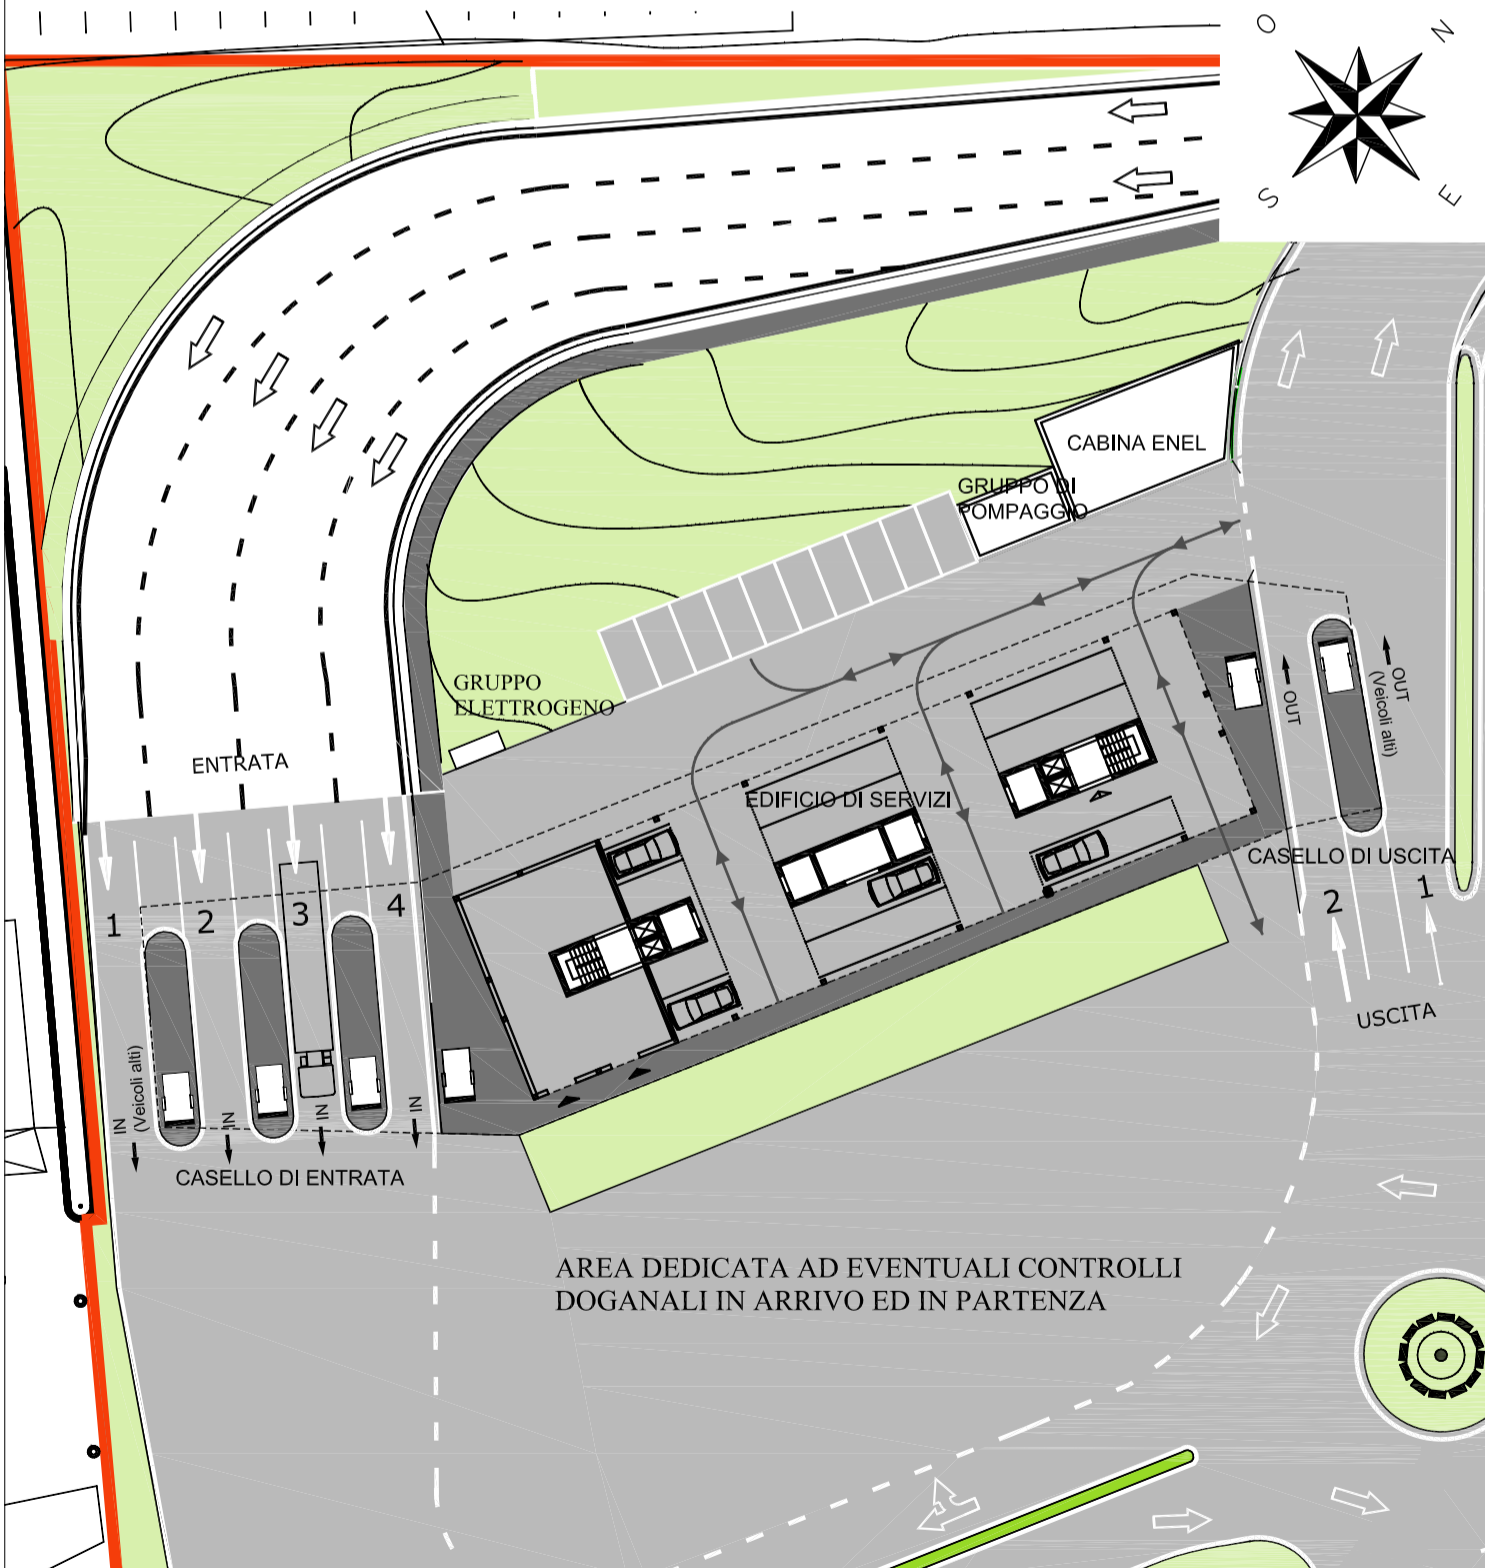 O
N
S
E
CABINA ENEL
GRUPPO DI
POMPAGGIO
GRUPPO
ELETTROGENO
OUT
OUT
(Veicoli alti)
ENTRATA
EDIFICIO DI SERVIZI
CASELLO DI USCITA
1
2
3
4
2
1
USCITA
IN
(Veicoli alti)
IN
IN
IN
CASELLO DI ENTRATA
AREA DEDICATA AD EVENTUALI CONTROLLI
DOGANALI IN ARRIVO ED IN PARTENZA